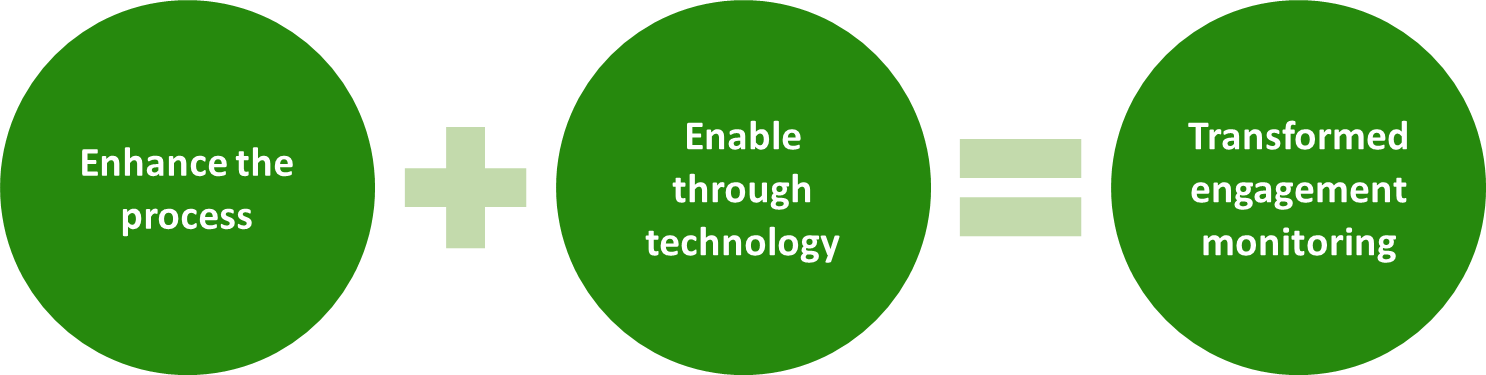 Enhance the
process
Enable
through
technology
Transformed
engagement
monitoring